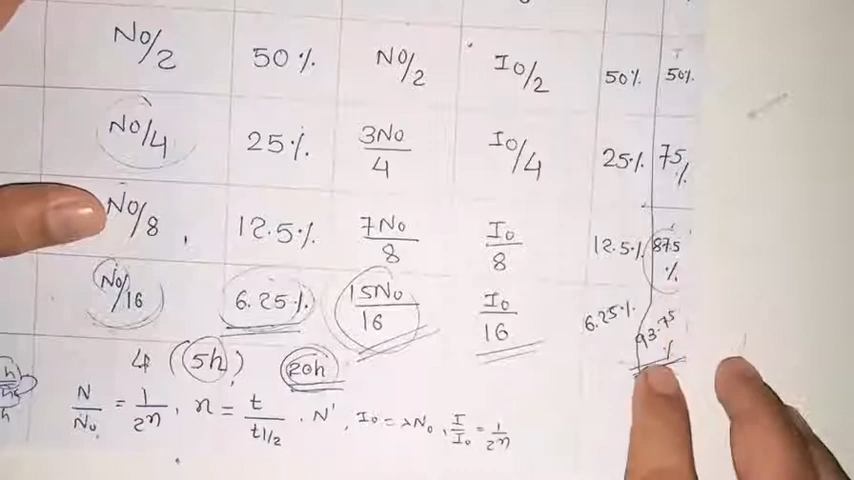 N0/2 50% N0/2 I0/2 50% 50%
N0/4 25% 3N0/4 I0/4 25% 75%
N0/8, 12.5% 7N0/8 I0/8 12.5% 87.5%
N0/16 6.25% 15N0/16 I0/16 6.25% 93.75%
4 (5h) 20h
N/N0 = 1/2^n, n = t/t1/2 . N', I0 = λN0, I/I0 = 1/2^n